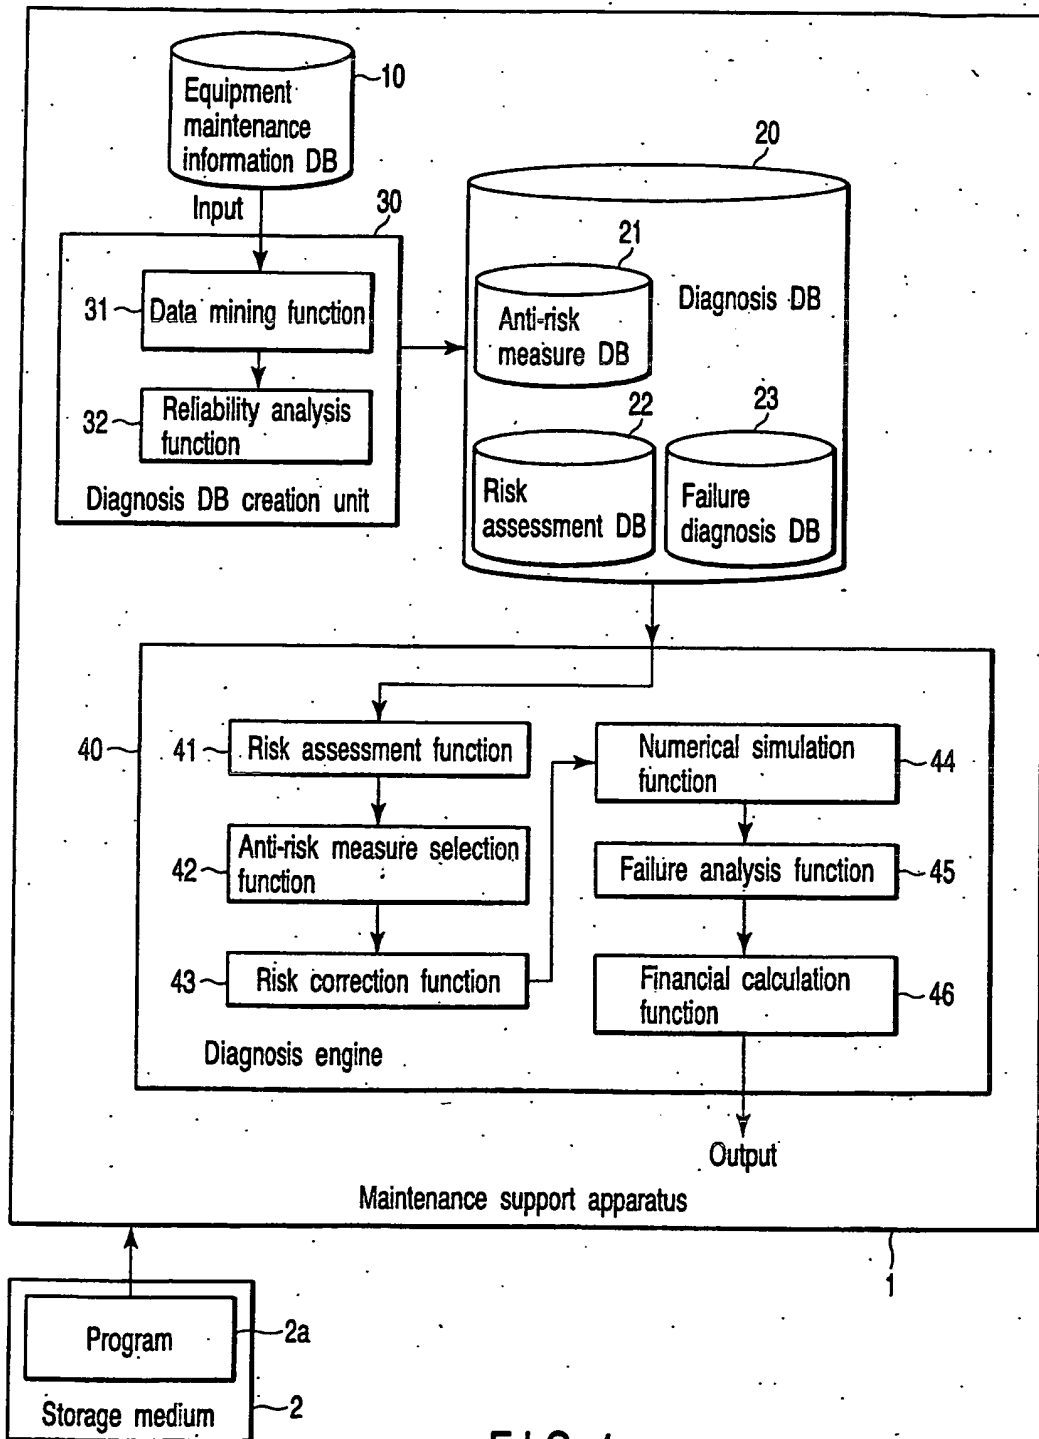 10
Equipment
maintenance
information DB
Input
30
31
Data mining function
32
Reliability analysis
function
Diagnosis DB creation unit
20
21
Anti-risk
measure DB
Diagnosis DB
22
Risk
assessment DB
23
Failure
diagnosis DB
40
41
Risk assessment function
42
Anti-risk measure selection
function
43
Risk correction function
Numerical simulation
function
44
Failure analysis function
45
Financial calculation
function
46
Diagnosis engine
Output
Maintenance support apparatus
1
Program
2a
Storage medium
2